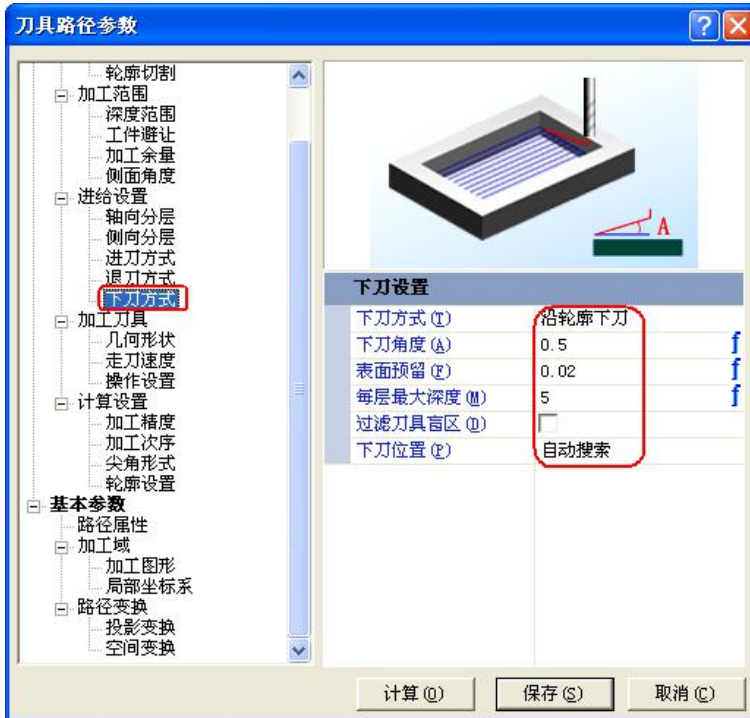 刀具路径参数
轮廓切割
加工范围
深度范围
工件避让
加工余量
侧面角度
进给设置
轴向分层
侧向分层
进刀方式
退刀方式
下刀方式
加工刀具
几何形状
走刀速度
操作设置
计算设置
加工精度
加工次序
尖角形式
轮廓设置
基本参数
路径属性
加工域
加工图形
局部坐标系
路径变换
投影变换
空间变换
A
下刀设置
下刀方式(T) 沿轮廓下刀
下刀角度(A) 0.5 f
表面预留(F) 0.02 f
每层最大深度(M) 5 f
过滤刀具盲区(D)
下刀位置(P) 自动搜索
计算(O) 保存(S) 取消(C)